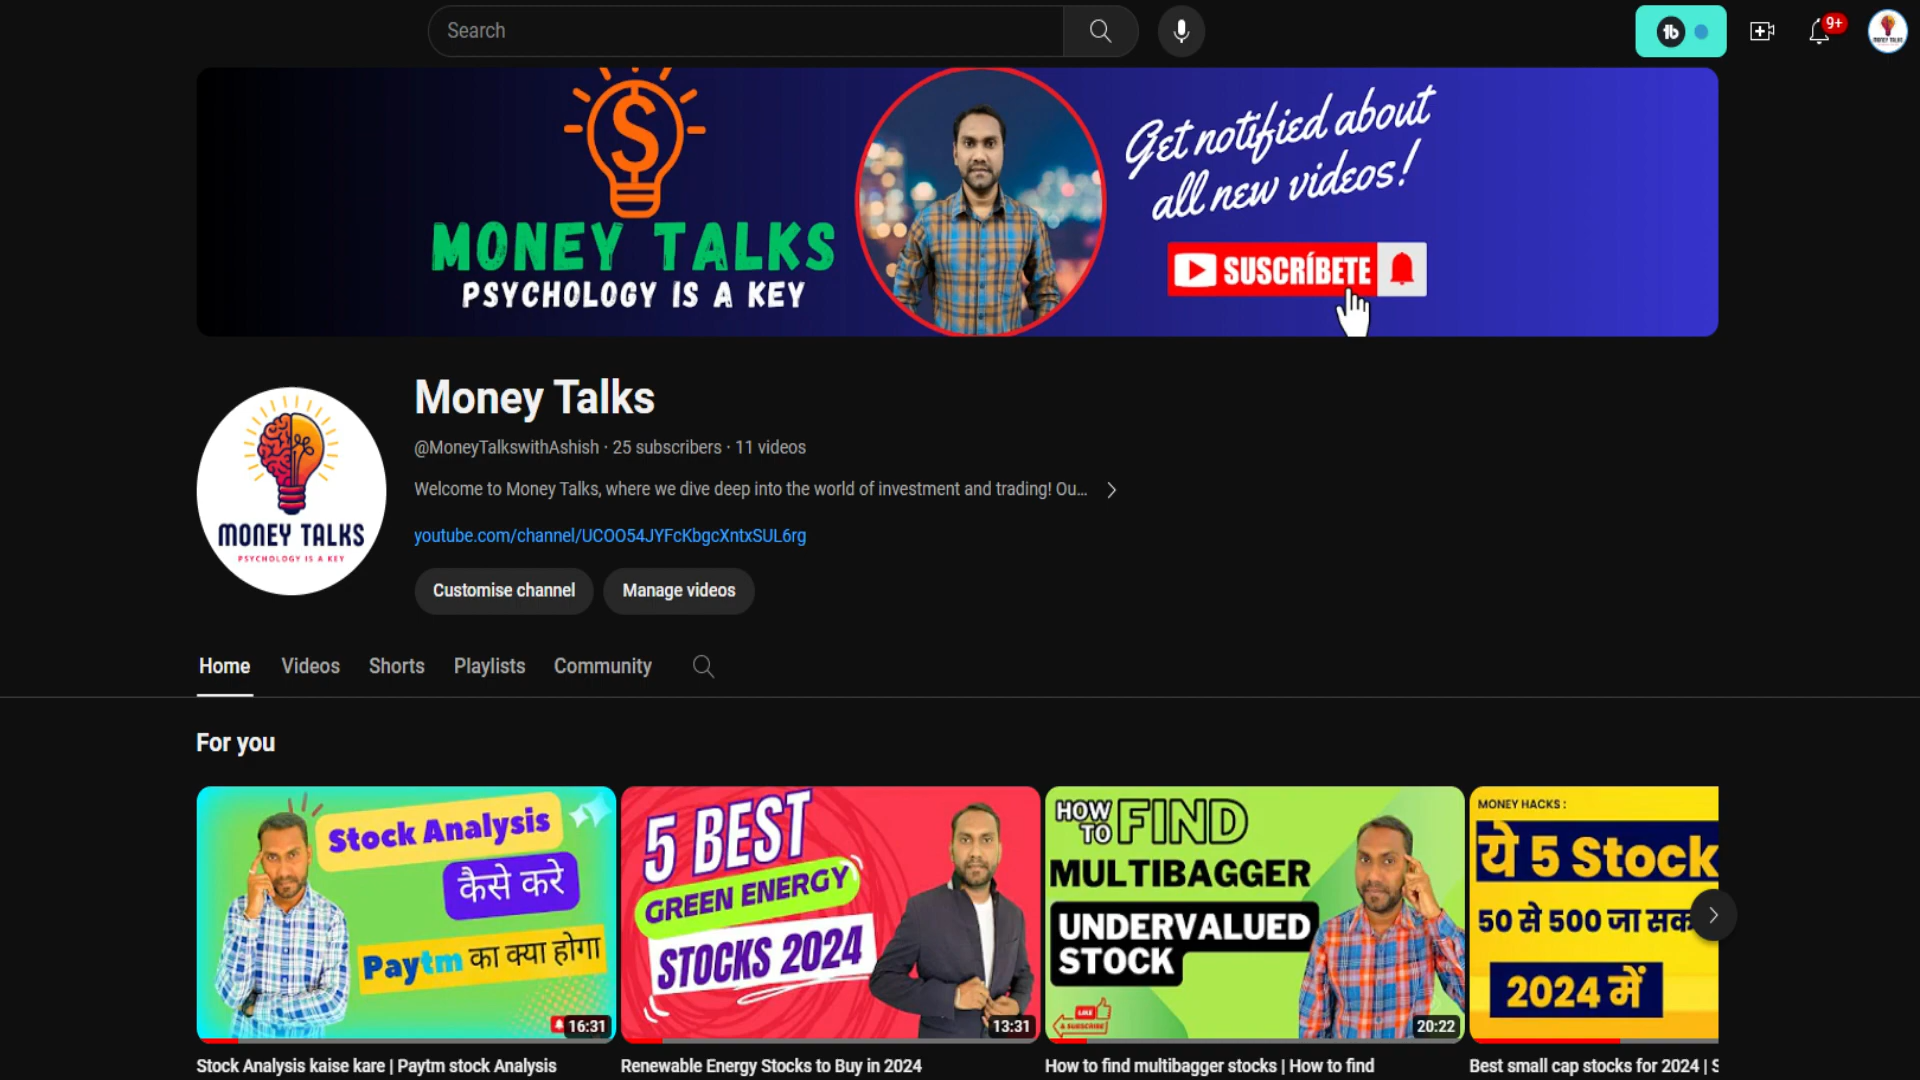 Search
9+
MONEY TALKS
PSYCHOLOGY IS A KEY
Get notified about
all new videos!
SUSCRÍBETE
Money Talks
@MoneyTalkswithAshish · 25 subscribers · 11 videos
Welcome to Money Talks, where we dive deep into the world of investment and trading! Ou...
youtube.com/channel/UCOO54JYFcKbgcXntxSUL6rg
MONEY TALKS
PSYCHOLOGY IS A KEY
Customise channel
Manage videos
Home
Videos
Shorts
Playlists
Community
For you
Stock Analysis
कैसे करे
Paytm का क्या होगा
16:31
5 BEST
GREEN ENERGY
STOCKS 2024
13:31
HOW TO FIND
MULTIBAGGER
UNDERVALUED
STOCK
LIKE
& SUBSCRIBE
20:22
MONEY HACKS :
ये 5 Stock
50 से 500 जा सक
2024 में
Stock Analysis kaise kare | Paytm stock Analysis
Renewable Energy Stocks to Buy in 2024
How to find multibagger stocks | How to find
Best small cap stocks for 2024 | S